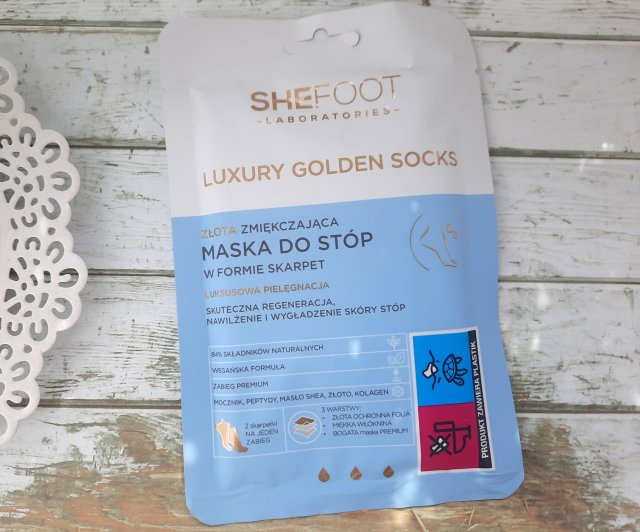 SHEFOOT
-LABORATORIES-
LUXURY GOLDEN SOCKS
ZŁOTA ZMIĘKCZAJĄCA
MASKA DO STÓP
W FORMIE SKARPET
LUKSUSOWA PIELĘGNACJA
SKUTECZNA REGENERACJA,
NAWILŻENIE I WYGŁADZENIE SKÓRY STÓP
84% SKŁADNIKÓW NATURALNYCH
WEGAŃSKA FORMUŁA
ZABIEG PREMIUM
MOCZNIK, PEPTYDY, MASŁO SHEA, ZŁOTO, KOLAGEN
2 skarpetki
NA JEDEN
ZABIEG
3 WARSTWY:
• ZŁOTA OCHRONNA FOLIA
• MIĘKKA WŁÓKNINA
• BOGATA maska PREMIUM
PRODUKT ZAWIERA PLASTIK